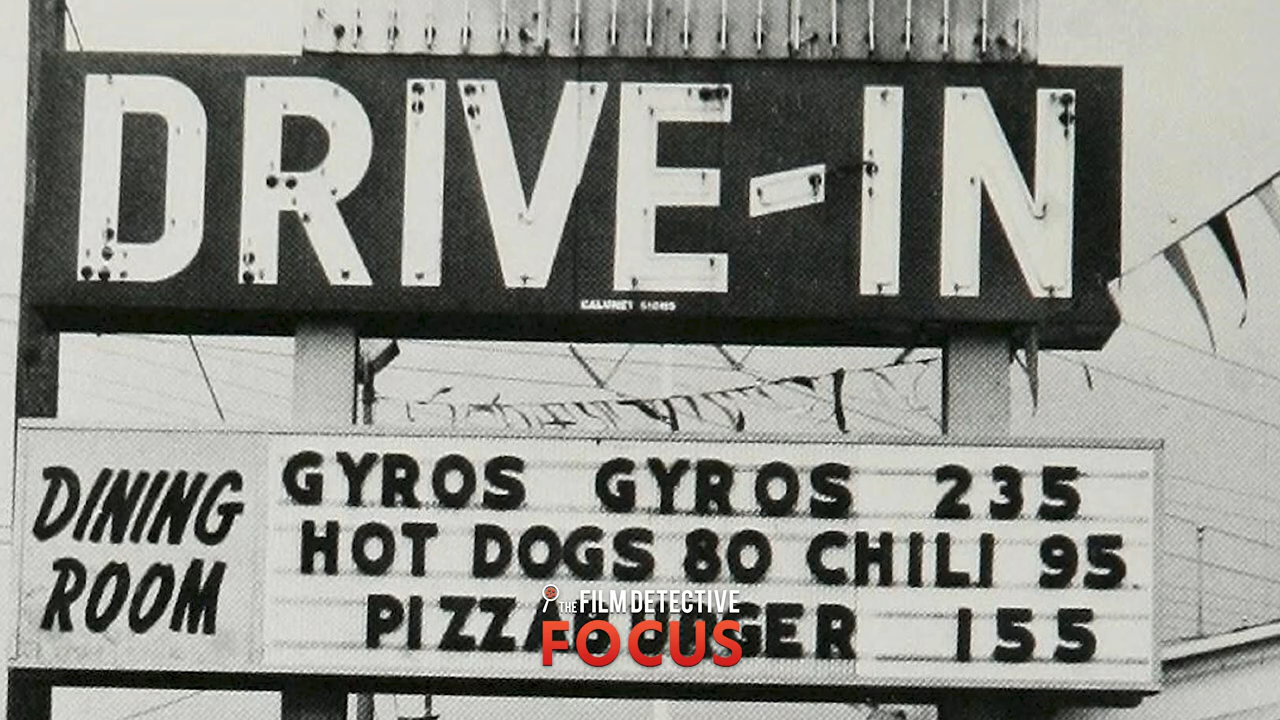 DRIVE-IN
CALUMET SIGNS
DINING
ROOM
GYROS GYROS 235
HOT DOGS 80 CHILI 95
PIZZABURGER 155
THE FILM DETECTIVE
FOCUS